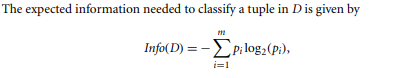 The expected information needed to classify a tuple in D is given by
m
Info(D) = −∑ pᵢ log₂(pᵢ),
i=1